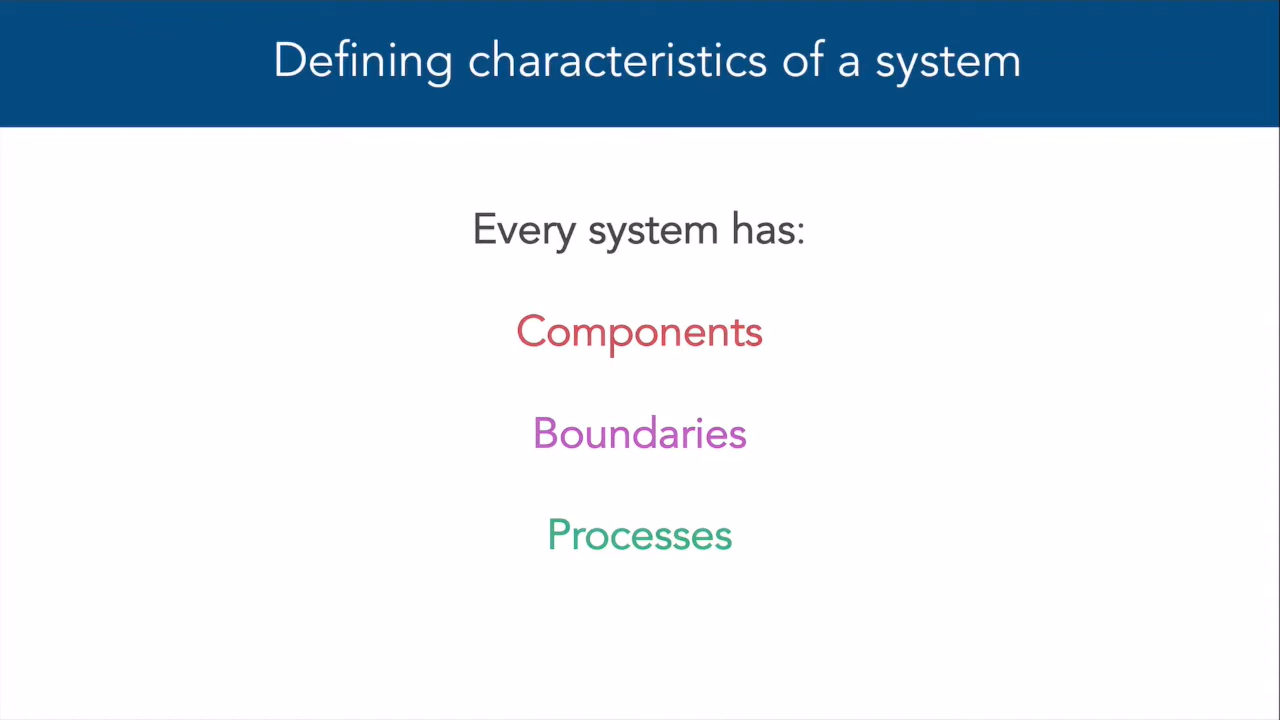 Defining characteristics of a system
Every system has:
Components
Boundaries
Processes